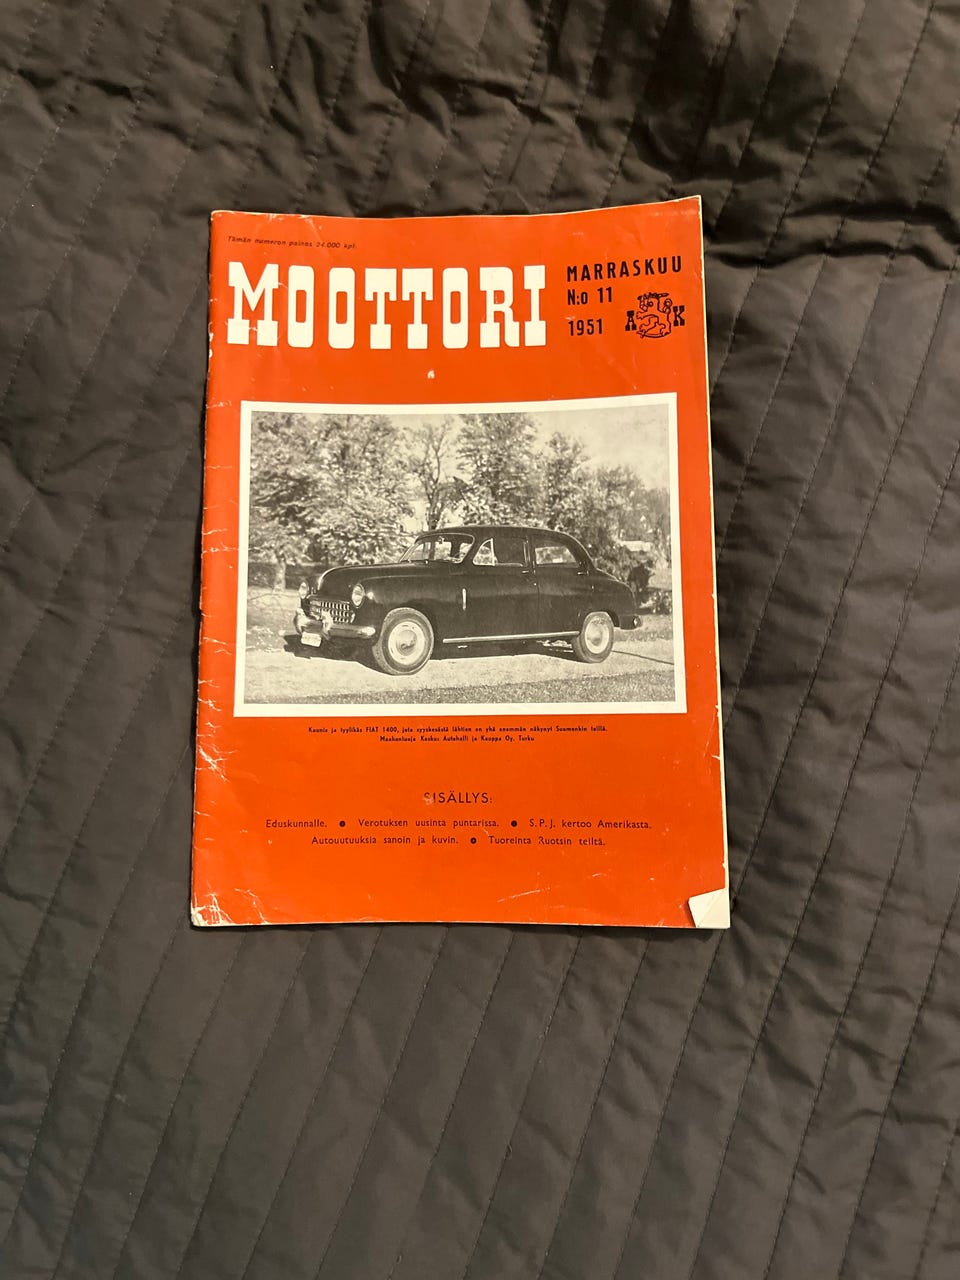 Tämän numeron painos 24.000 kpl.
MOOTTORI
MARRASKUU
N:o 11
1951
A K
Kaunis ja tyylikäs FIAT 1400, jota syyskesästä lähtien on yhä enemmän näkynyt Suomenkin teillä.
Maahantuoja Keskus Autohalli ja Kauppa Oy. Turku
SISÄLLYS:
Eduskunnalle. ● Verotuksen uusinta puntarissa. ● S.P.J. kertoo Amerikasta.
Autouutuuksia sanoin ja kuvin. ● Tuoreinta Ruotsin teiltä.